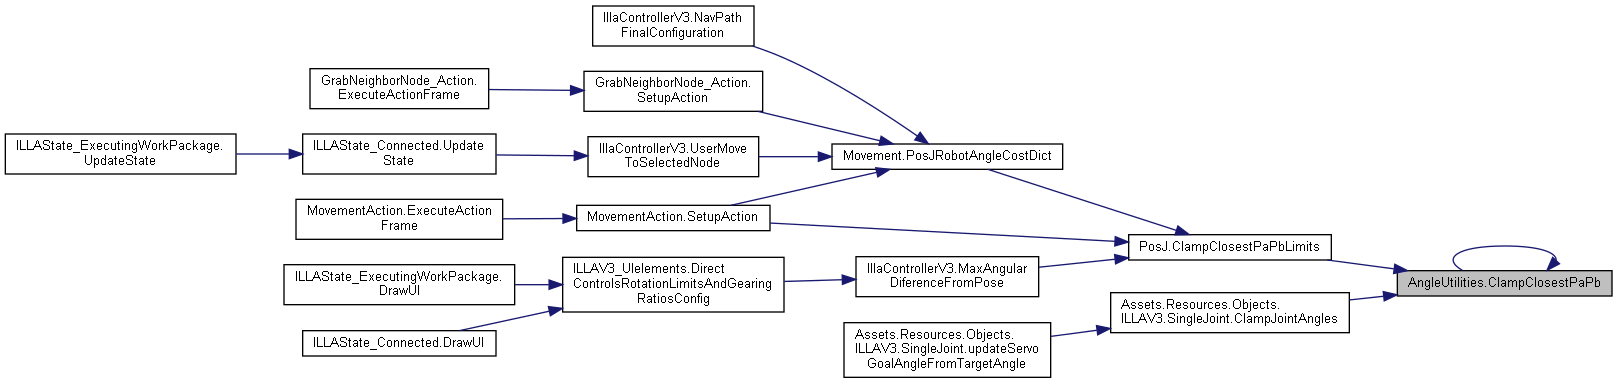 IllaControllerV3.NavPath
FinalConfiguration
GrabNeighborNode_Action.
ExecuteActionFrame
GrabNeighborNode_Action.
SetupAction
ILLAState_ExecutingWorkPackage.
UpdateState
ILLAState_Connected.Update
State
IllaControllerV3.UserMove
ToSelectedNode
Movement.PosJRobotAngleCostDict
MovementAction.ExecuteAction
Frame
MovementAction.SetupAction
PosJ.ClampClosestPaPbLimits
ILLAState_ExecutingWorkPackage.
DrawUI
ILLAV3_UIelements.Direct
ControlsRotationLimitsAndGearing
RatiosConfig
IllaControllerV3.MaxAngular
DiferenceFromPose
AngleUtilities.ClampClosestPaPb
Assets.Resources.Objects.
ILLAV3.SingleJoint.ClampJointAngles
ILLAState_Connected.DrawUI
Assets.Resources.Objects.
ILLAV3.SingleJoint.updateServo
GoalAngleFromTargetAngle